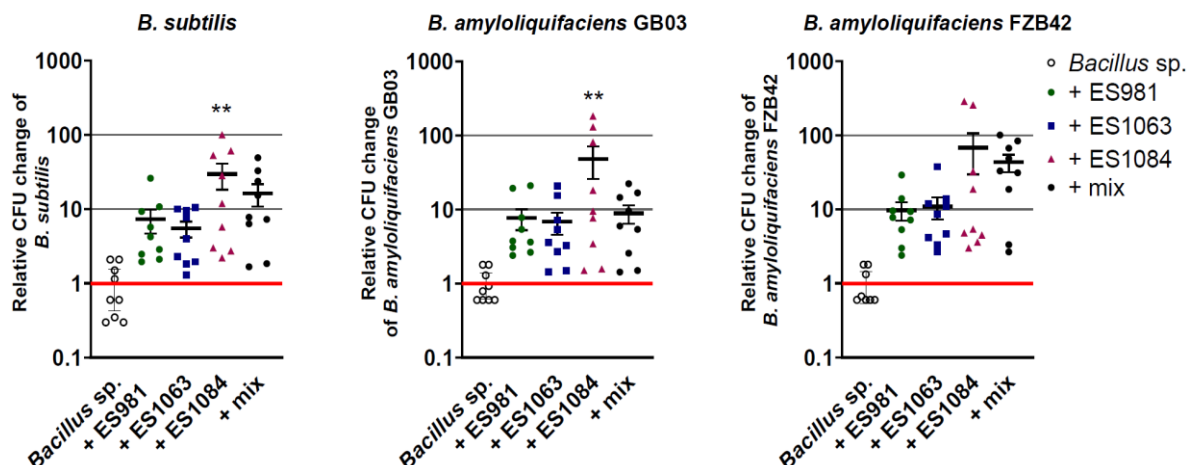 B. subtilis
Relative CFU change of
B. subtilis
1000
100
10
1
0.1
**
Bacillus sp.
+ ES981
+ ES1063
+ ES1084
+ mix
B. amyloliquifaciens GB03
Relative CFU change
of B. amyloliquifaciens GB03
1000
100
10
1
0.1
**
Bacillus sp.
+ ES981
+ ES1063
+ ES1084
+ mix
B. amyloliquifaciens FZB42
Relative CFU change of
B. amyloliquifaciens FZB42
1000
100
10
1
0.1
Bacillus sp.
+ ES981
+ ES1063
+ ES1084
+ mix
Bacillus sp.
+ ES981
+ ES1063
+ ES1084
+ mix